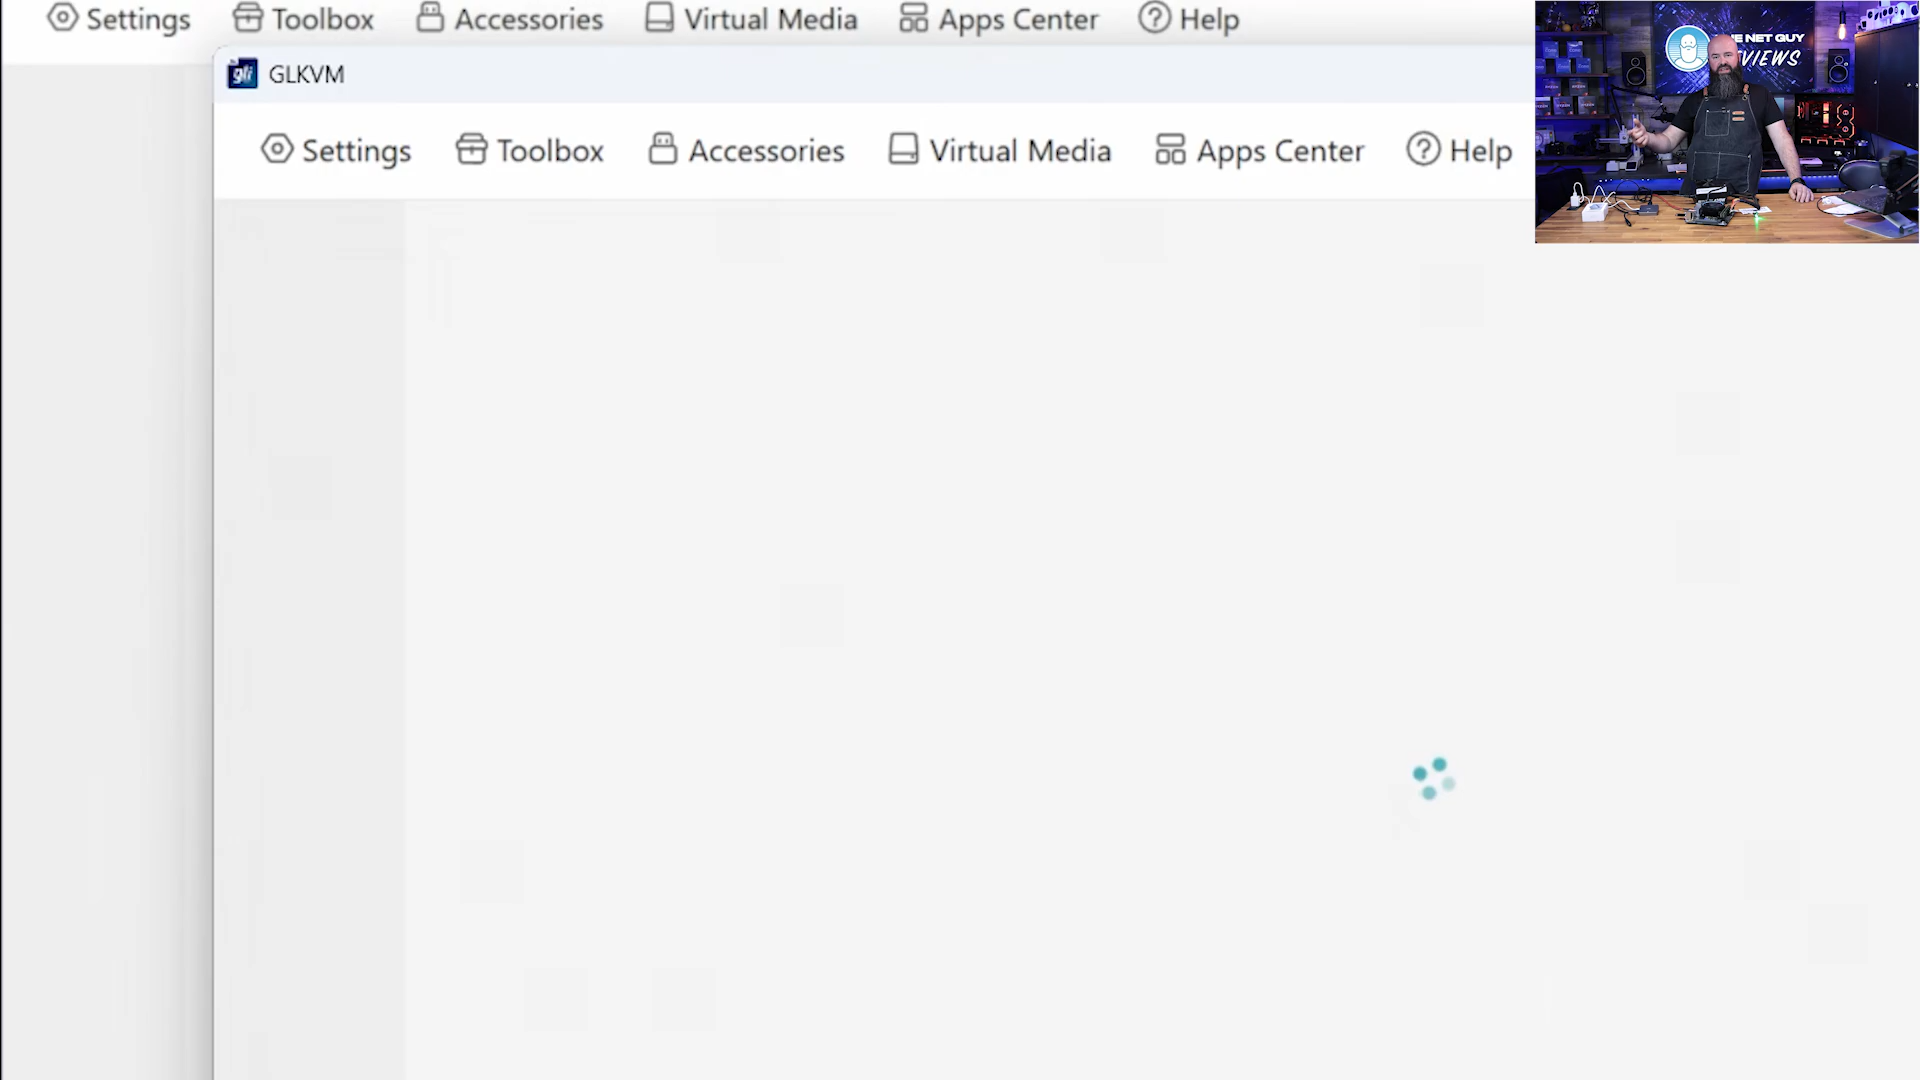 Settings Toolbox Accessories Virtual Media Apps Center Help
gli GLKVM
Settings Toolbox Accessories Virtual Media Apps Center Help
NET GUY